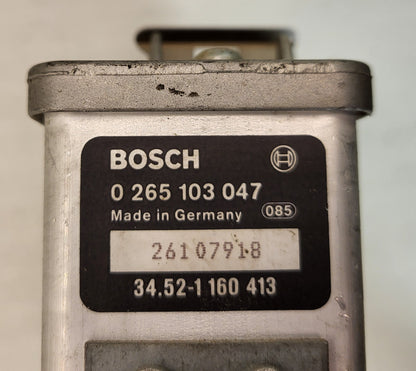 BOSCH
0 265 103 047
Made in Germany 085
26107918
34.52-1 160 413